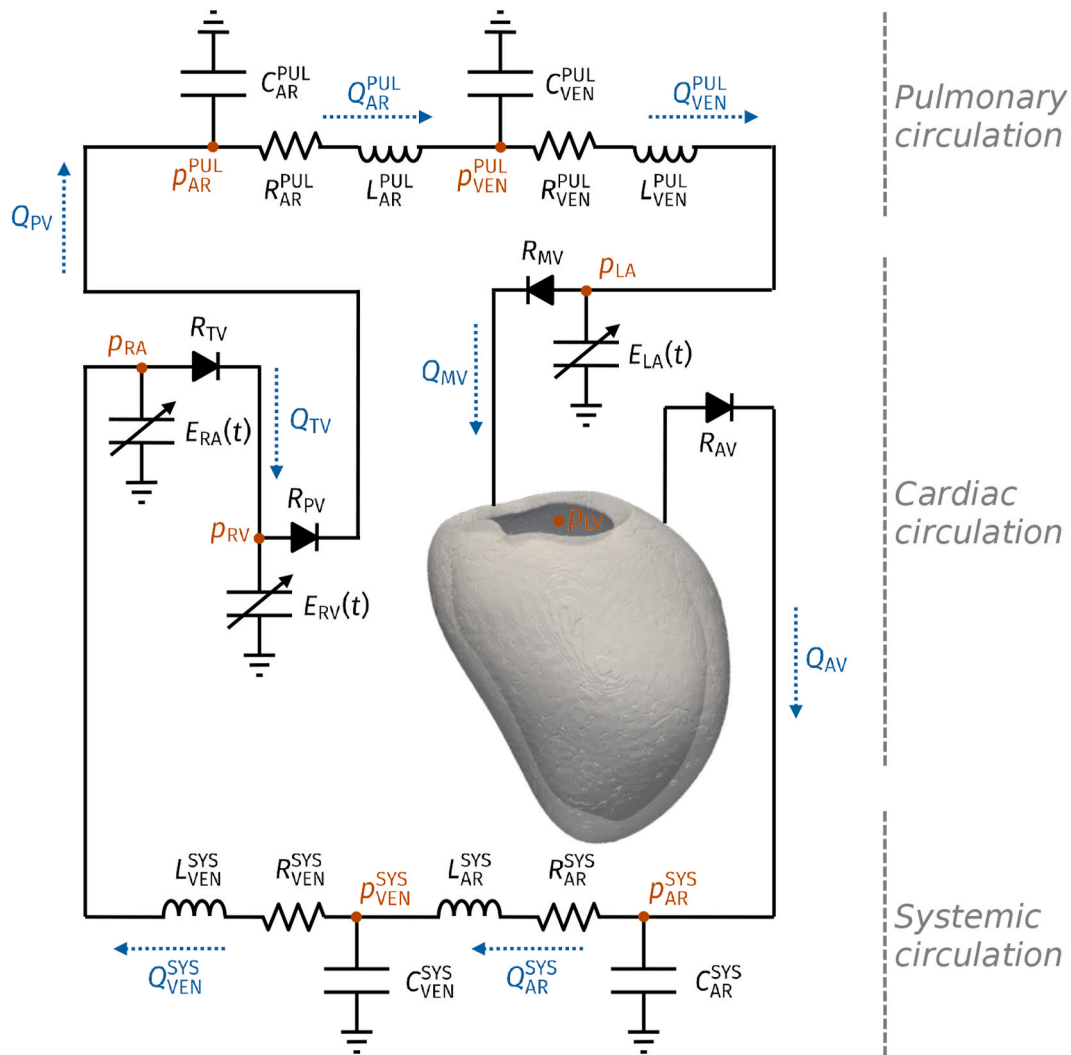 C_AR^PUL
Q_AR^PUL
C_VEN^PUL
Q_VEN^PUL
Pulmonary
circulation
p_AR^PUL
R_AR^PUL
L_AR^PUL
p_VEN^PUL
R_VEN^PUL
L_VEN^PUL
Q_PV
R_MV
p_LA
R_TV
p_RA
E_LA(t)
Q_MV
E_RA(t)
Q_TV
R_AV
R_PV
p_RV
p_LV
Cardiac
circulation
E_RV(t)
Q_AV
L_VEN^SYS
R_VEN^SYS
p_VEN^SYS
L_AR^SYS
R_AR^SYS
p_AR^SYS
Systemic
circulation
Q_VEN^SYS
C_VEN^SYS
Q_AR^SYS
C_AR^SYS